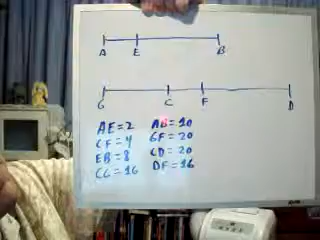 A E B
G C F D
AE=2 AB=10
CF=4 GF=20
EB=8 CD=20
CG=16 DF=16